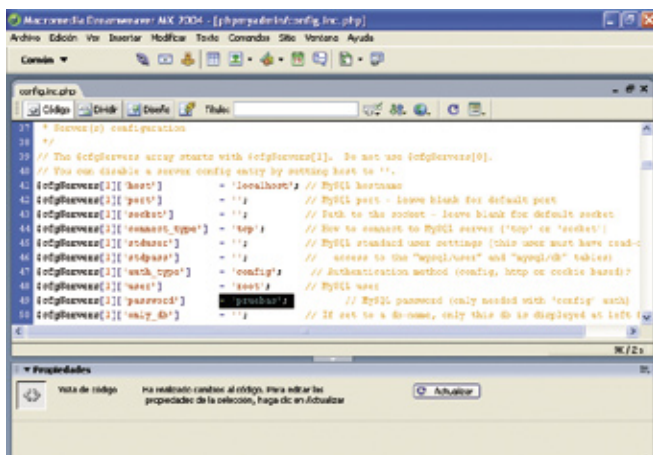 Macromedia Dreamweaver MX 2004 - [phpmyadmin/config.inc.php]
Archivo Edición Ver Insertar Modificar Texto Comandos Sitio Ventana Ayuda
Común
config.inc.php
Código Dividir Diseño Título:
37 * Server(s) configuration
38 */
39 // The $cfgServers array starts with $cfgServers[1]. Do not use $cfgServers[0].
40 // You can disable a server config entry by setting host to ''.
41 $cfgServers[1]['host'] = 'localhost'; // MySQL hostname
42 $cfgServers[1]['port'] = ''; // MySQL port - leave blank for default port
43 $cfgServers[1]['socket'] = ''; // Path to the socket - leave blank for default socket
44 $cfgServers[1]['connect_type'] = 'tcp'; // How to connect to MySQL server ('tcp' or 'socket')
45 $cfgServers[1]['stduser'] = ''; // MySQL standard user settings (this user must have read-o
46 $cfgServers[1]['stdpass'] = ''; // access to the "mysql/user" and "mysql/db" tables)
47 $cfgServers[1]['auth_type'] = 'config'; // Authentication method (config, http or cookie based)?
48 $cfgServers[1]['user'] = 'root'; // MySQL user
49 $cfgServers[1]['password'] = 'pruebas'; // MySQL password (only needed with 'config' auth)
50 $cfgServers[1]['only_db'] = ''; // If set to a db-name, only this db is displayed at left f
9K / 2 s
Propiedades
Vista de código Ha realizado cambios al código. Para editar las
propiedades de la selección, haga clic en Actualizar
Actualizar